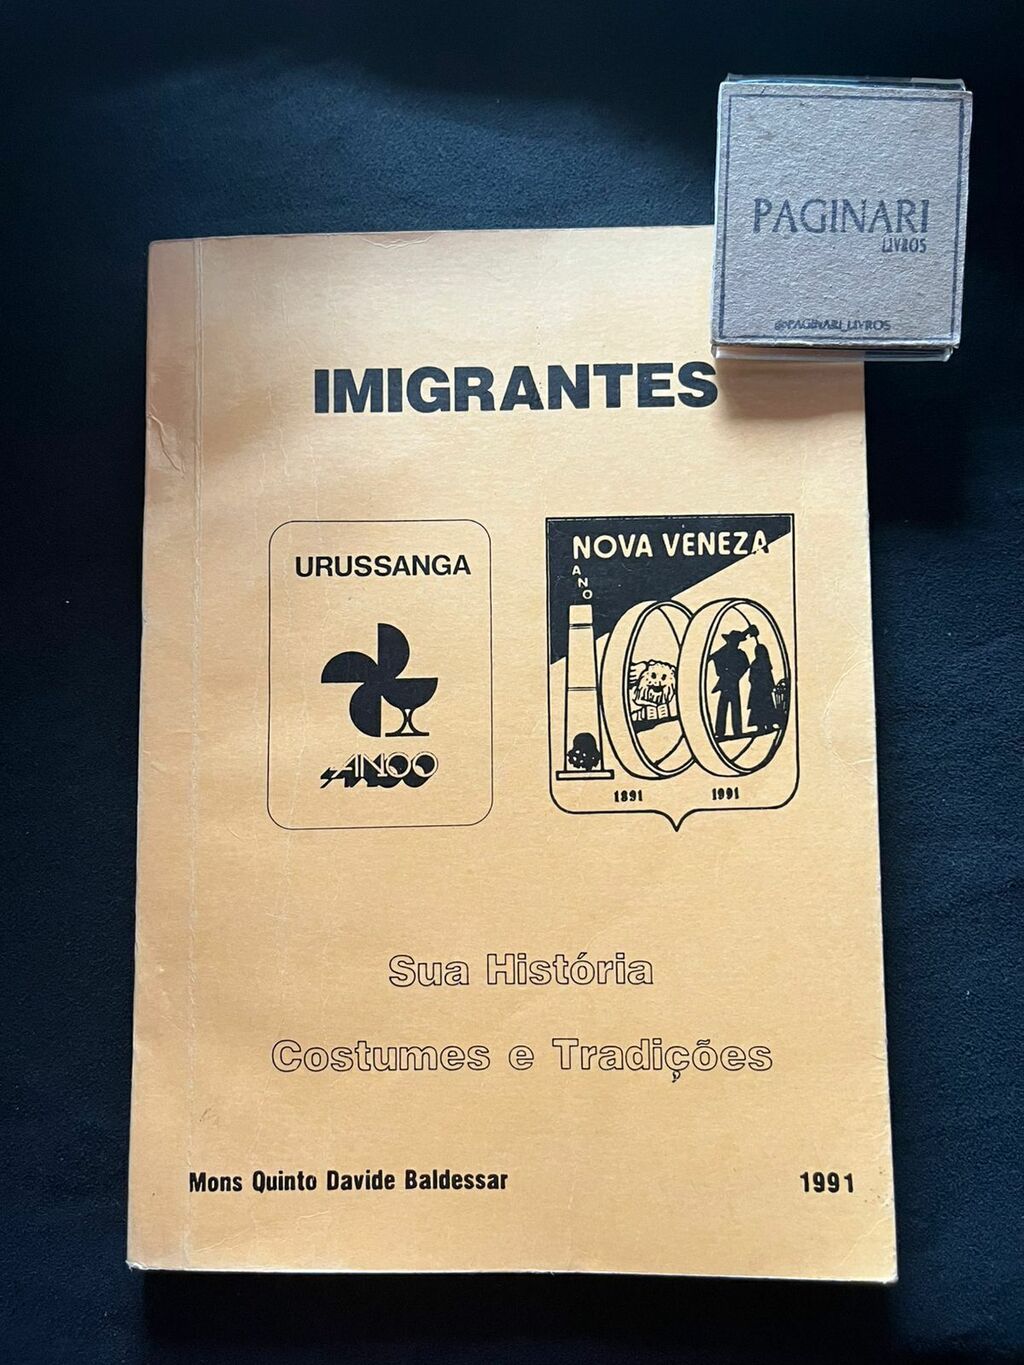 PAGINARI
LIVROS
@PAGINARI_LIVROS
IMIGRANTES
URUSSANGA
ANOO
NOVA VENEZA
ANO
1891 1991
Sua História
Costumes e Tradições
Mons Quinto Davide Baldessar 1991